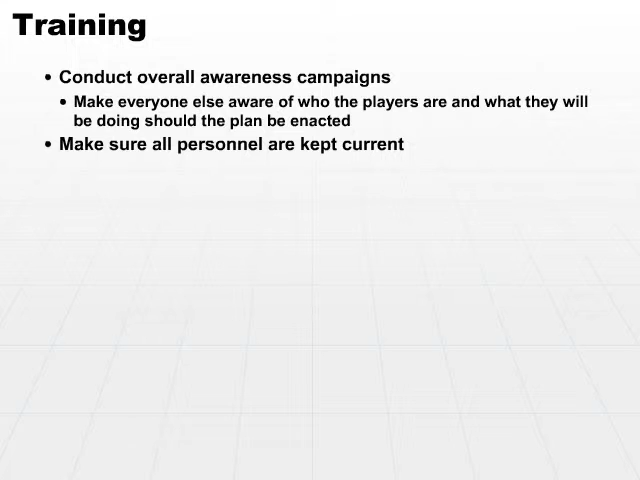 Training
• Conduct overall awareness campaigns
• Make everyone else aware of who the players are and what they will
be doing should the plan be enacted
• Make sure all personnel are kept current